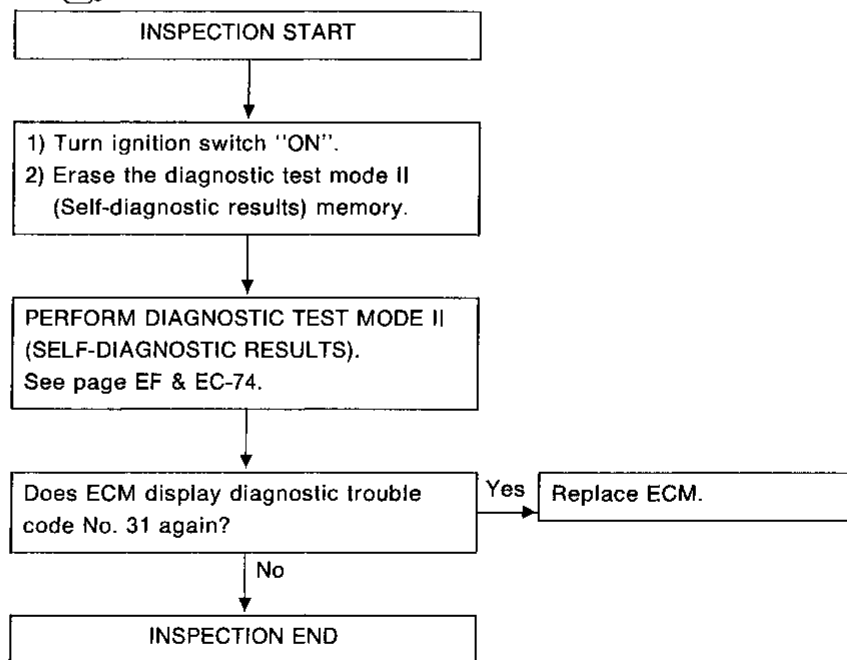 INSPECTION START
1) Turn ignition switch "ON".
2) Erase the diagnostic test mode II
(Self-diagnostic results) memory.
PERFORM DIAGNOSTIC TEST MODE II
(SELF-DIAGNOSTIC RESULTS).
See page EF & EC-74.
Does ECM display diagnostic trouble
code No. 31 again?
Yes
Replace ECM.
No
INSPECTION END